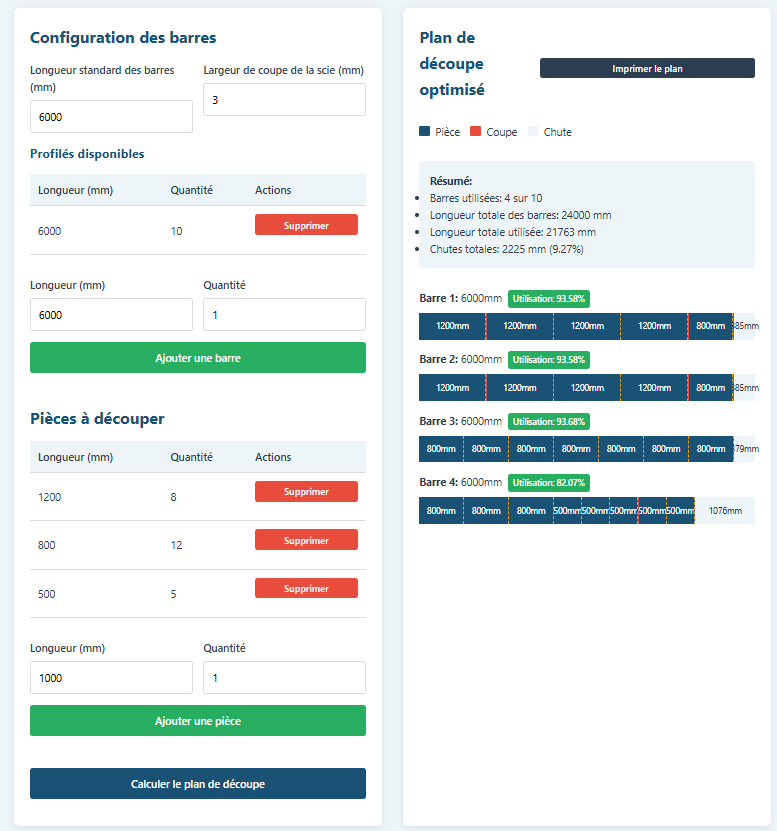 Configuration des barres
Longueur standard des barres
(mm)
Largeur de coupe de la scie (mm)
6000
3
Profilés disponibles
Longueur (mm) Quantité Actions
6000 10 Supprimer
Longueur (mm) Quantité
6000 1
Ajouter une barre
Pièces à découper
Longueur (mm) Quantité Actions
1200 8 Supprimer
800 12 Supprimer
500 5 Supprimer
Longueur (mm) Quantité
1000 1
Ajouter une pièce
Calculer le plan de découpe
Plan de
découpe
optimisé
Imprimer le plan
Pièce Coupe Chute
Résumé:
Barres utilisées: 4 sur 10
Longueur totale des barres: 24000 mm
Longueur totale utilisée: 21763 mm
Chutes totales: 2225 mm (9.27%)
Barre 1: 6000mm Utilisation: 93.58%
1200mm 1200mm 1200mm 1200mm 800mm 385mm
Barre 2: 6000mm Utilisation: 93.58%
1200mm 1200mm 1200mm 1200mm 800mm 385mm
Barre 3: 6000mm Utilisation: 93.68%
800mm 800mm 800mm 800mm 800mm 800mm 800mm 379mm
Barre 4: 6000mm Utilisation: 82.07%
800mm 800mm 800mm 500mm 500mm 500mm 500mm 500mm 1076mm